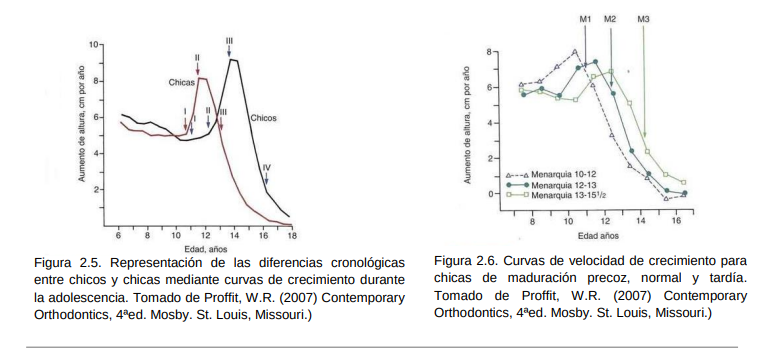 10
8
6
4
2
Aumento de altura, cm por año
Chicas
Chicos
I
II
III
I
II
III
IV
6 8 10 12 14 16 18
Edad, años
Figura 2.5. Representación de las diferencias cronológicas
entre chicos y chicas mediante curvas de crecimiento durante
la adolescencia. Tomado de Proffit, W.R. (2007) Contemporary
Orthodontics, 4ªed. Mosby. St. Louis, Missouri.)
M1 M2 M3
8
6
4
2
0
Aumento de altura, cm por año
Menarquia 10-12
Menarquia 12-13
Menarquia 13-15½
8 10 12 14 16
Edad años
Figura 2.6. Curvas de velocidad de crecimiento para
chicas de maduración precoz, normal y tardía.
Tomado de Proffit, W.R. (2007) Contemporary
Orthodontics, 4ªed. Mosby. St. Louis, Missouri.)